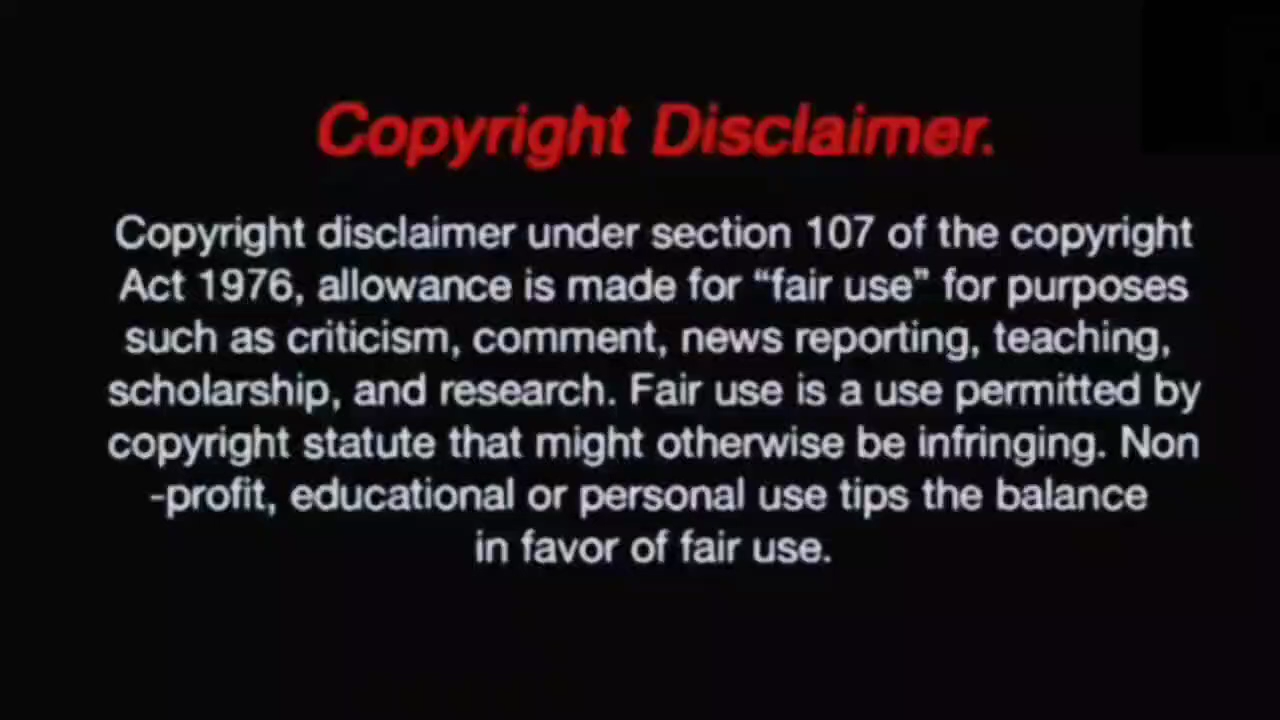 Copyright Disclaimer.
Copyright disclaimer under section 107 of the copyright
Act 1976, allowance is made for “fair use” for purposes
such as criticism, comment, news reporting, teaching,
scholarship, and research. Fair use is a use permitted by
copyright statute that might otherwise be infringing. Non
-profit, educational or personal use tips the balance
in favor of fair use.